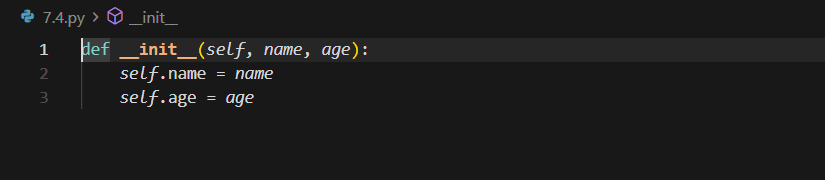 7.4.py > __init__
1 def __init__(self, name, age):
2     self.name = name
3     self.age = age